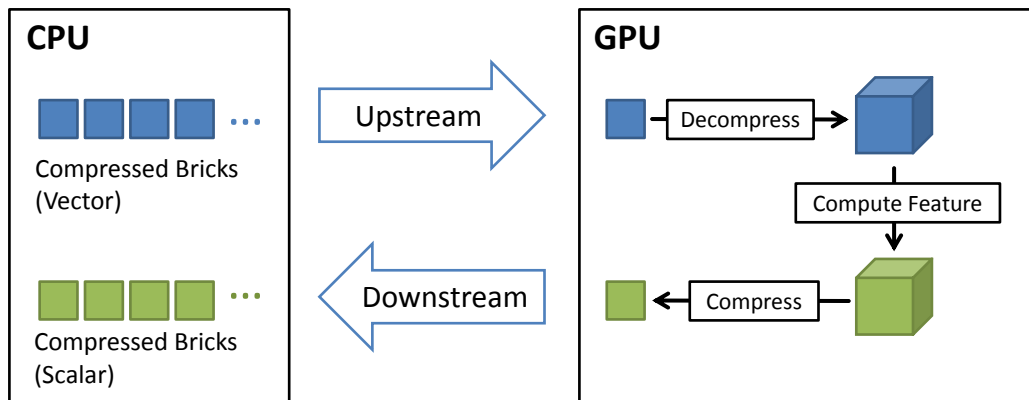 CPU
Compressed Bricks
(Vector)
Compressed Bricks
(Scalar)
Upstream
Downstream
GPU
Decompress
Compute Feature
Compress